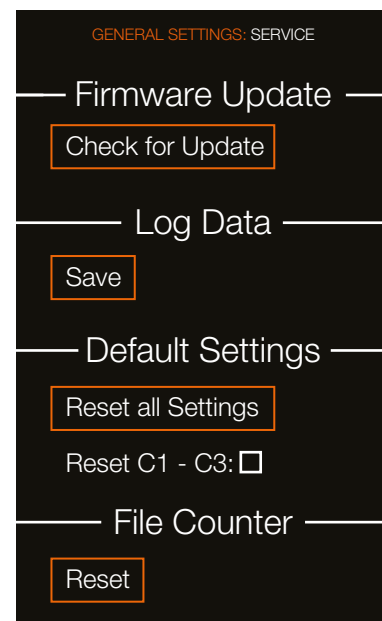 GENERAL SETTINGS: SERVICE
Firmware Update
Check for Update
Log Data
Save
Default Settings
Reset all Settings
Reset C1 - C3:
File Counter
Reset